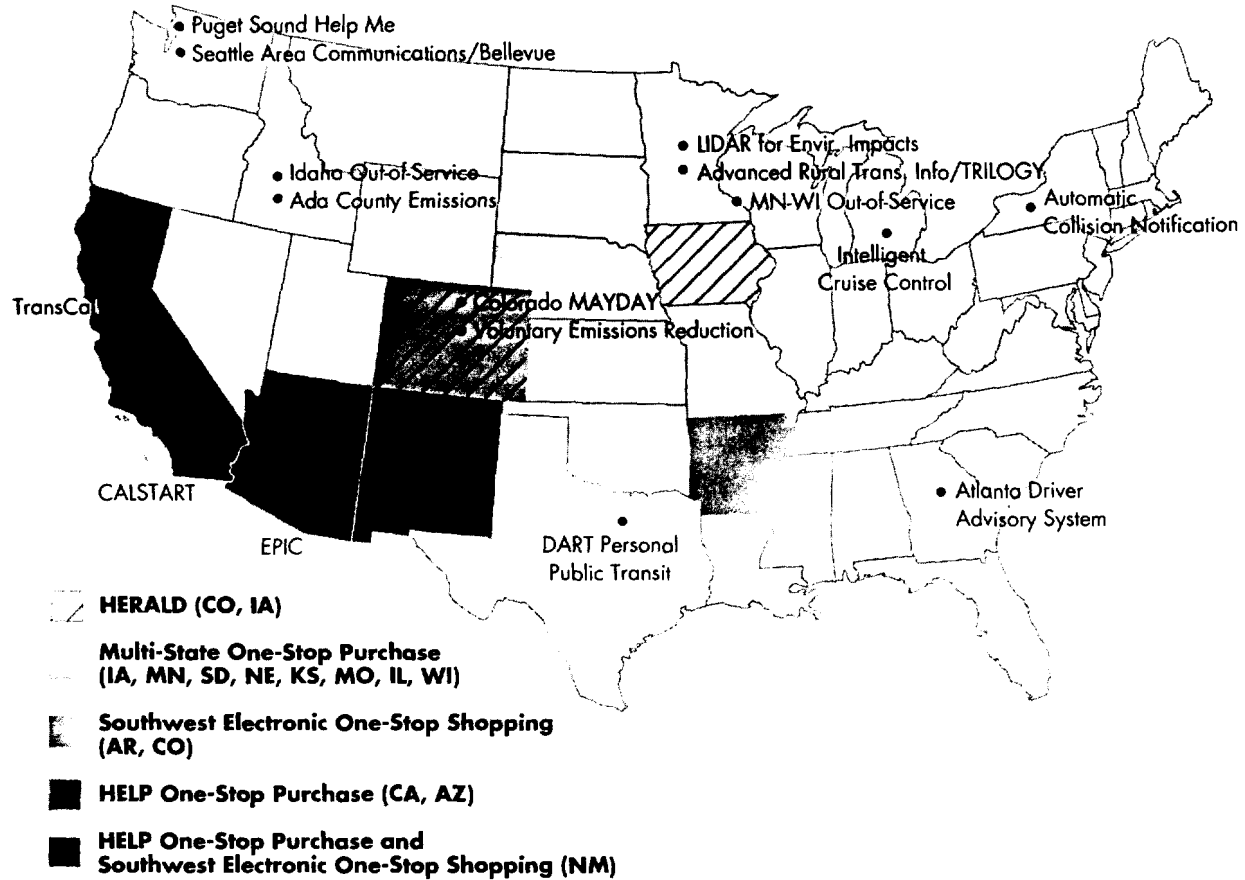 Puget Sound Help Me
Seattle Area Communications/Bellevue
LIDAR for Envir. Impacts
Advanced Rural Trans. Info/TRILOGY
MN-WI Out-of-Service
Idaho Out-of-Service
Ada County Emissions
Automatic
Collision Notification
Intelligent
Cruise Control
TransCal
Colorado MAYDAY
Voluntary Emissions Reduction
CALSTART
EPIC
DART Personal
Public Transit
Atlanta Driver
Advisory System
HERALD (CO, IA)
Multi-State One-Stop Purchase
(IA, MN, SD, NE, KS, MO, IL, WI)
Southwest Electronic One-Stop Shopping
(AR, CO)
HELP One-Stop Purchase (CA, AZ)
HELP One-Stop Purchase and
Southwest Electronic One-Stop Shopping (NM)